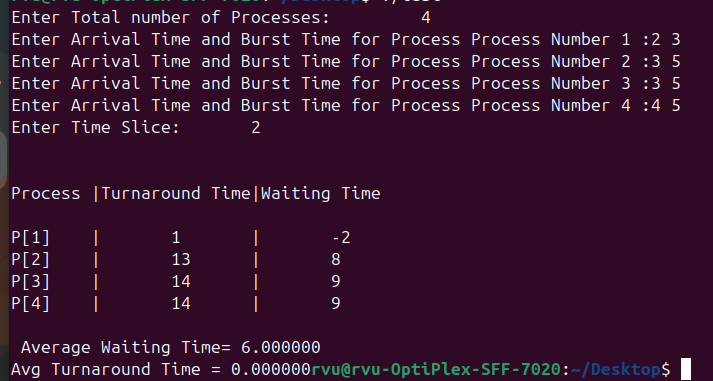 Enter Total number of Processes: 4
Enter Arrival Time and Burst Time for Process Process Number 1 :2 3
Enter Arrival Time and Burst Time for Process Process Number 2 :3 5
Enter Arrival Time and Burst Time for Process Process Number 3 :3 5
Enter Arrival Time and Burst Time for Process Process Number 4 :4 5
Enter Time Slice: 2
Process |Turnaround Time|Waiting Time
P[1] | 1 | -2
P[2] | 13 | 8
P[3] | 14 | 9
P[4] | 14 | 9
Average Waiting Time= 6.000000
Avg Turnaround Time = 0.000000rvu@rvu-OptiPlex-SFF-7020:~/Desktop$